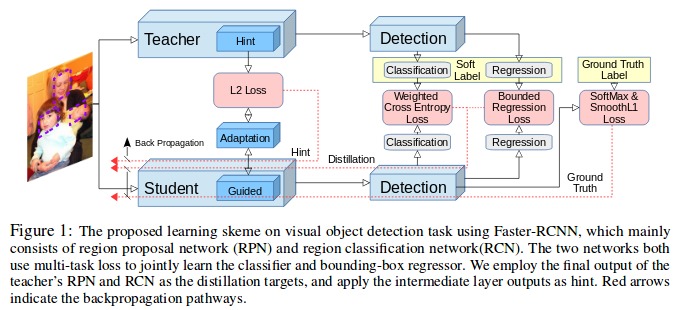 Teacher
Hint
Detection
Soft
Label
Classification
Regression
Ground Truth
Label
L2 Loss
Weighted
Cross Entropy
Loss
Bounded
Regression
Loss
SoftMax &
SmoothL1
Loss
Adaptation
Back Propagation
Hint
Distillation
Classification
Regression
Student
Guided
Detection
Ground
Truth
Figure 1: The proposed learning skeme on visual object detection task using Faster-RCNN, which mainly
consists of region proposal network (RPN) and region classification network(RCN). The two networks both
use multi-task loss to jointly learn the classifier and bounding-box regressor. We employ the final output of the
teacher's RPN and RCN as the distillation targets, and apply the intermediate layer outputs as hint. Red arrows
indicate the backpropagation pathways.